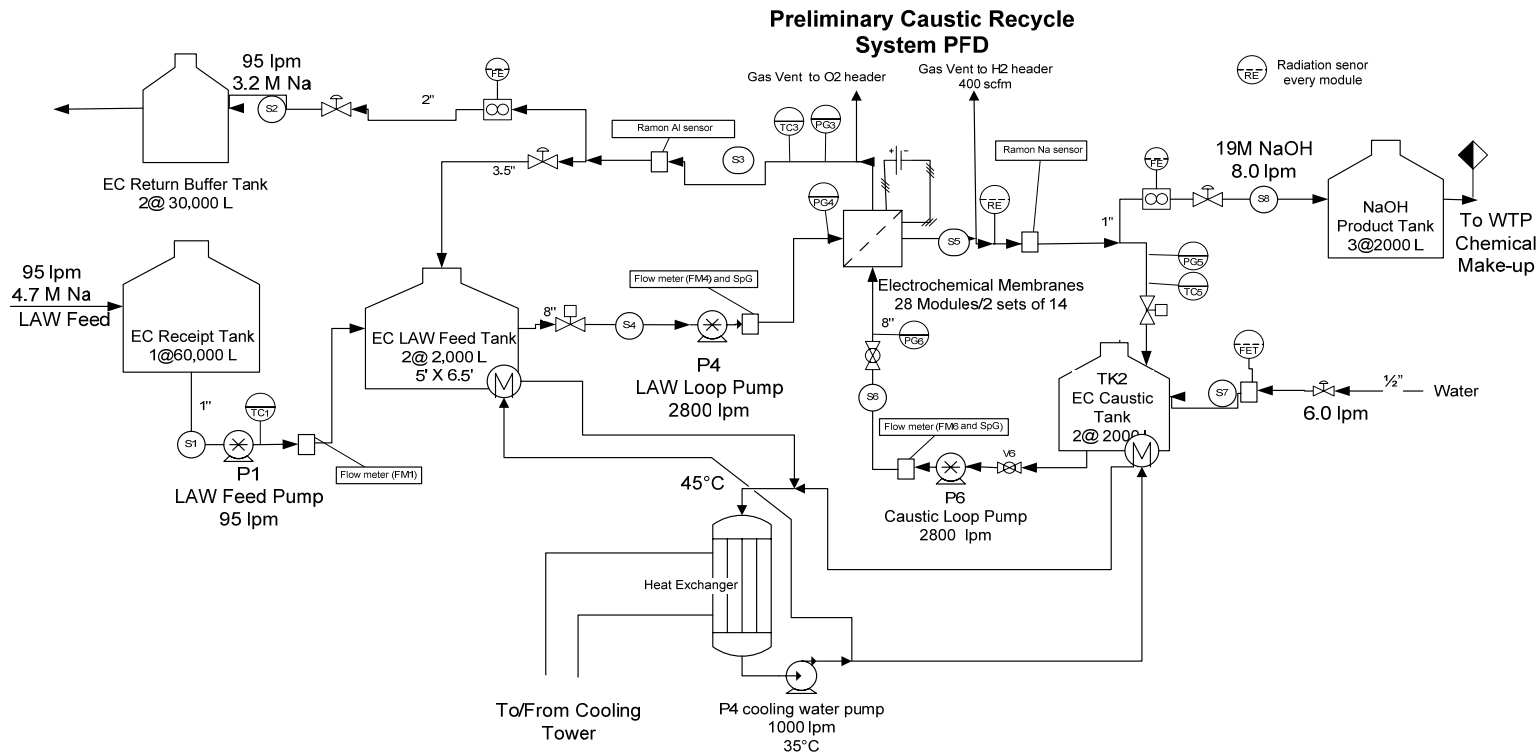 Preliminary Caustic Recycle
System PFD
95 lpm
3.2 M Na
S2
2"
FE
EC Return Buffer Tank
2@ 30,000 L
Gas Vent to O2 header
Gas Vent to H2 header
400 scfm
RE
Radiation senor
every module
Ramon Al sensor
S3
TC3
PG3
3.5"
+
-
PG4
RE
S5
Ramon Na sensor
1"
FE
19M NaOH
8.0 lpm
S8
NaOH
Product Tank
3@2000 L
To WTP
Chemical
Make-up
95 lpm
4.7 M Na
LAW Feed
EC Receipt Tank
1@60,000 L
1"
S1
TC1
P1
LAW Feed Pump
95 lpm
Flow meter (FM1)
EC LAW Feed Tank
2@ 2,000 L
5' X 6.5'
M
8"
S4
Flow meter (FM4) and SpG
P4
LAW Loop Pump
2800 lpm
Electrochemical Membranes
28 Modules/2 sets of 14
8"
PG6
S6
PG5
TC5
Flow meter (FM6 and SpG)
V6
P6
Caustic Loop Pump
2800 lpm
TK2
EC Caustic
Tank
2@ 2000L
M
S7
FET
½"
Water
6.0 lpm
45°C
Heat Exchanger
To/From Cooling
Tower
P4 cooling water pump
1000 lpm
35°C